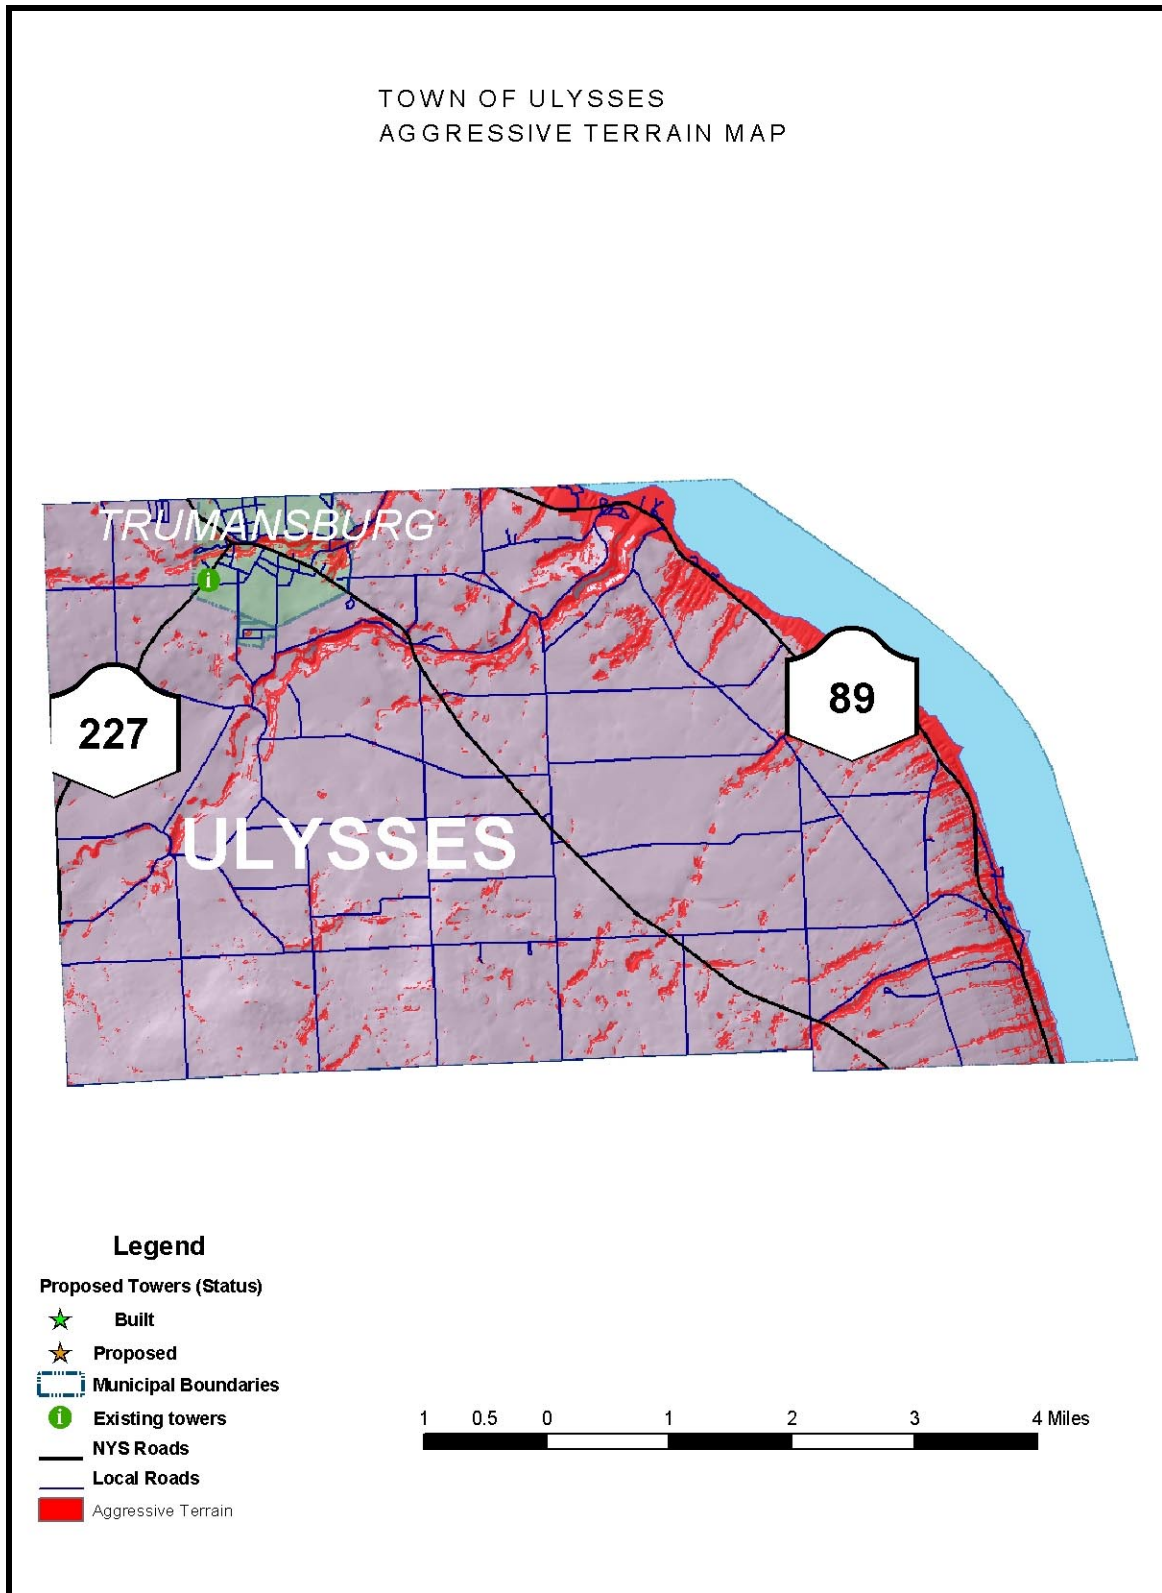 TOWN OF ULYSSES
AGGRESSIVE TERRAIN MAP
TRUMANSBURG
i
227
89
ULYSSES
Legend
Proposed Towers (Status)
Built
Proposed
Municipal Boundaries
i Existing towers
NYS Roads
Local Roads
Aggressive Terrain
1 0.5 0 1 2 3 4 Miles